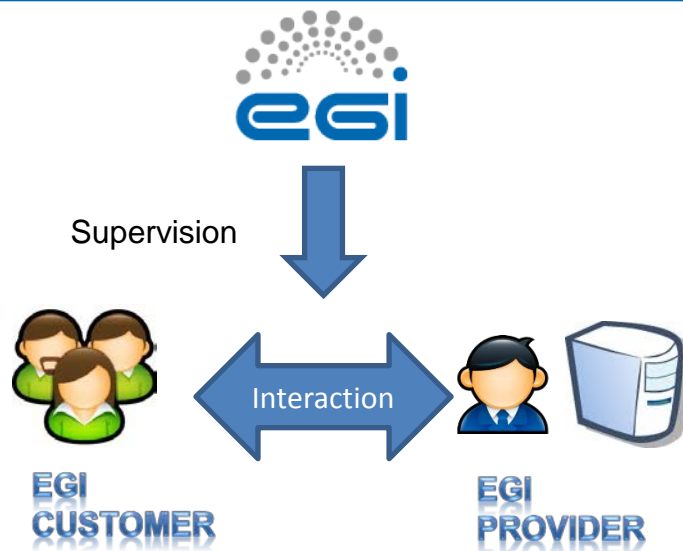 egi
Supervision
Interaction
EGI
CUSTOMER
EGI
PROVIDER